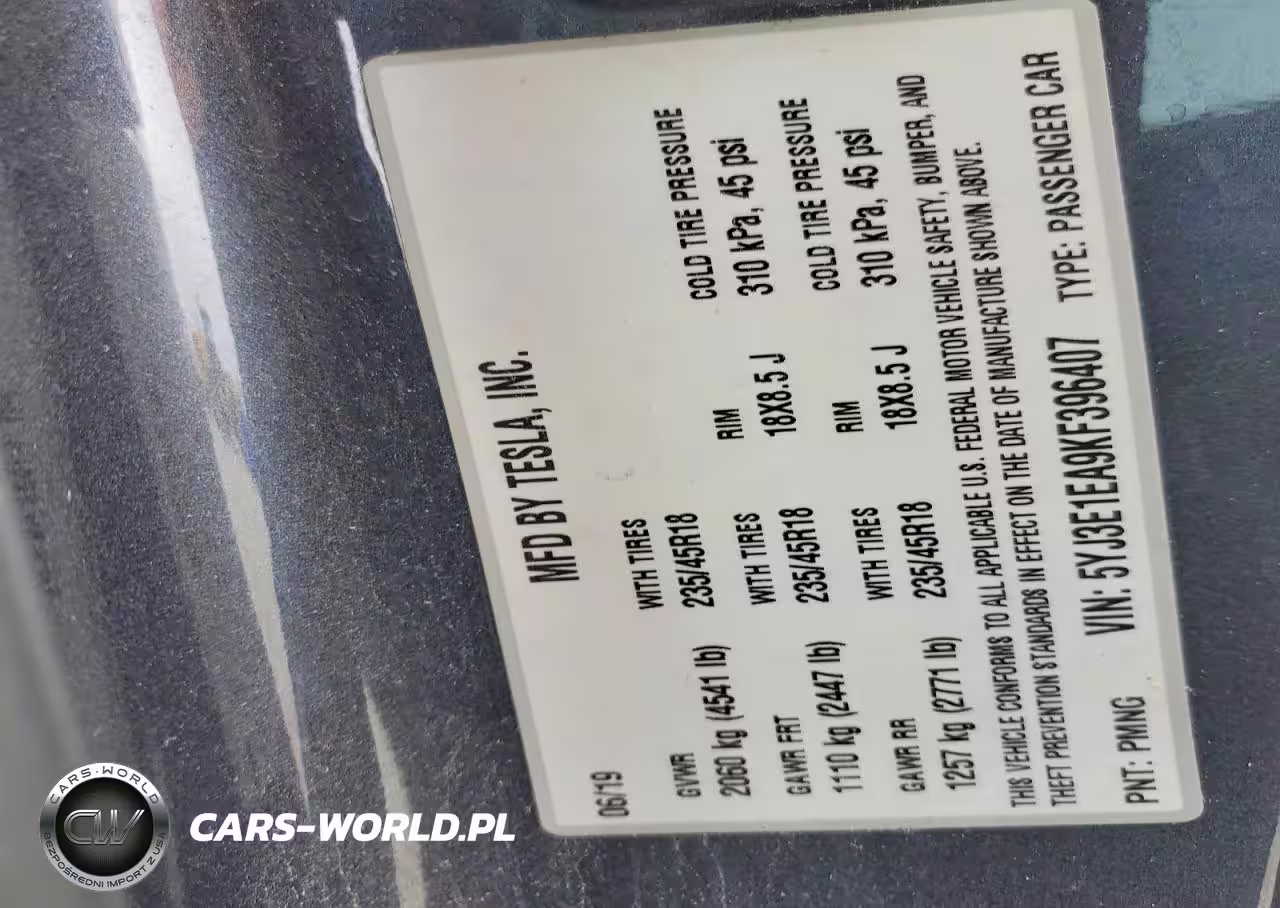 MFD BY TESLA, INC.
06/19
GVWR
2060 kg (4541 lb)
WITH TIRES
235/45R18
RIM
18X8.5 J
COLD TIRE PRESSURE
310 kPa, 45 psi
GAWR FRT
1110 kg (2447 lb)
WITH TIRES
235/45R18
RIM
18X8.5 J
COLD TIRE PRESSURE
310 kPa, 45 psi
GAWR RR
1257 kg (2771 lb)
WITH TIRES
235/45R18
THIS VEHICLE CONFORMS TO ALL APPLICABLE U.S. FEDERAL MOTOR VEHICLE SAFETY, BUMPER, AND
THEFT PREVENTION STANDARDS IN EFFECT ON THE DATE OF MANUFACTURE SHOWN ABOVE.
PNT: PMNG VIN: 5YJ3E1EA9KF396407 TYPE: PASSENGER CAR
CARS-WORLD
CW
BEZPOŚREDNI IMPORT Z USA
CARS-WORLD.PL